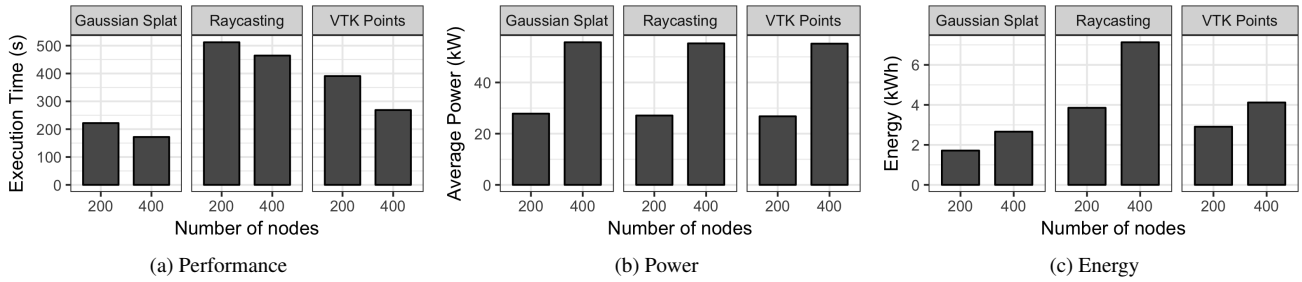 Gaussian Splat Raycasting VTK Points
Execution Time (s)
500
400
300
200
100
0
200 400 200 400 200 400
Number of nodes
(a) Performance
Gaussian Splat Raycasting VTK Points
Average Power (kW)
40
20
0
200 400 200 400 200 400
Number of nodes
(b) Power
Gaussian Splat Raycasting VTK Points
Energy (kWh)
6
4
2
0
200 400 200 400 200 400
Number of nodes
(c) Energy